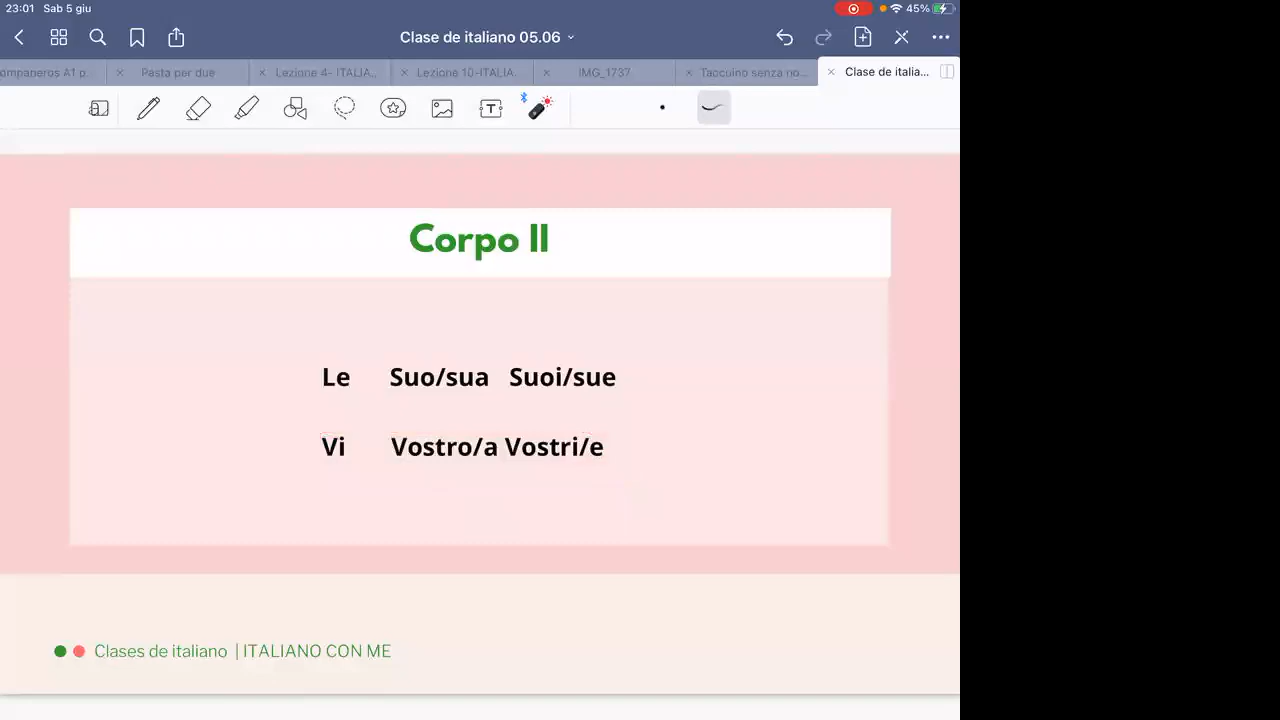 23:01 Sab 5 giu 45%
Clase de italiano 05.06
ompaneros A1 p... Pasta per due Lezione 4- ITALIA... Lezione 10-ITALIA... IMG_1737 Taccuino senza no... Clase de italia...
T
Corpo II
Le Suo/sua Suoi/sue
Vi Vostro/a Vostri/e
Clases de italiano | ITALIANO CON ME